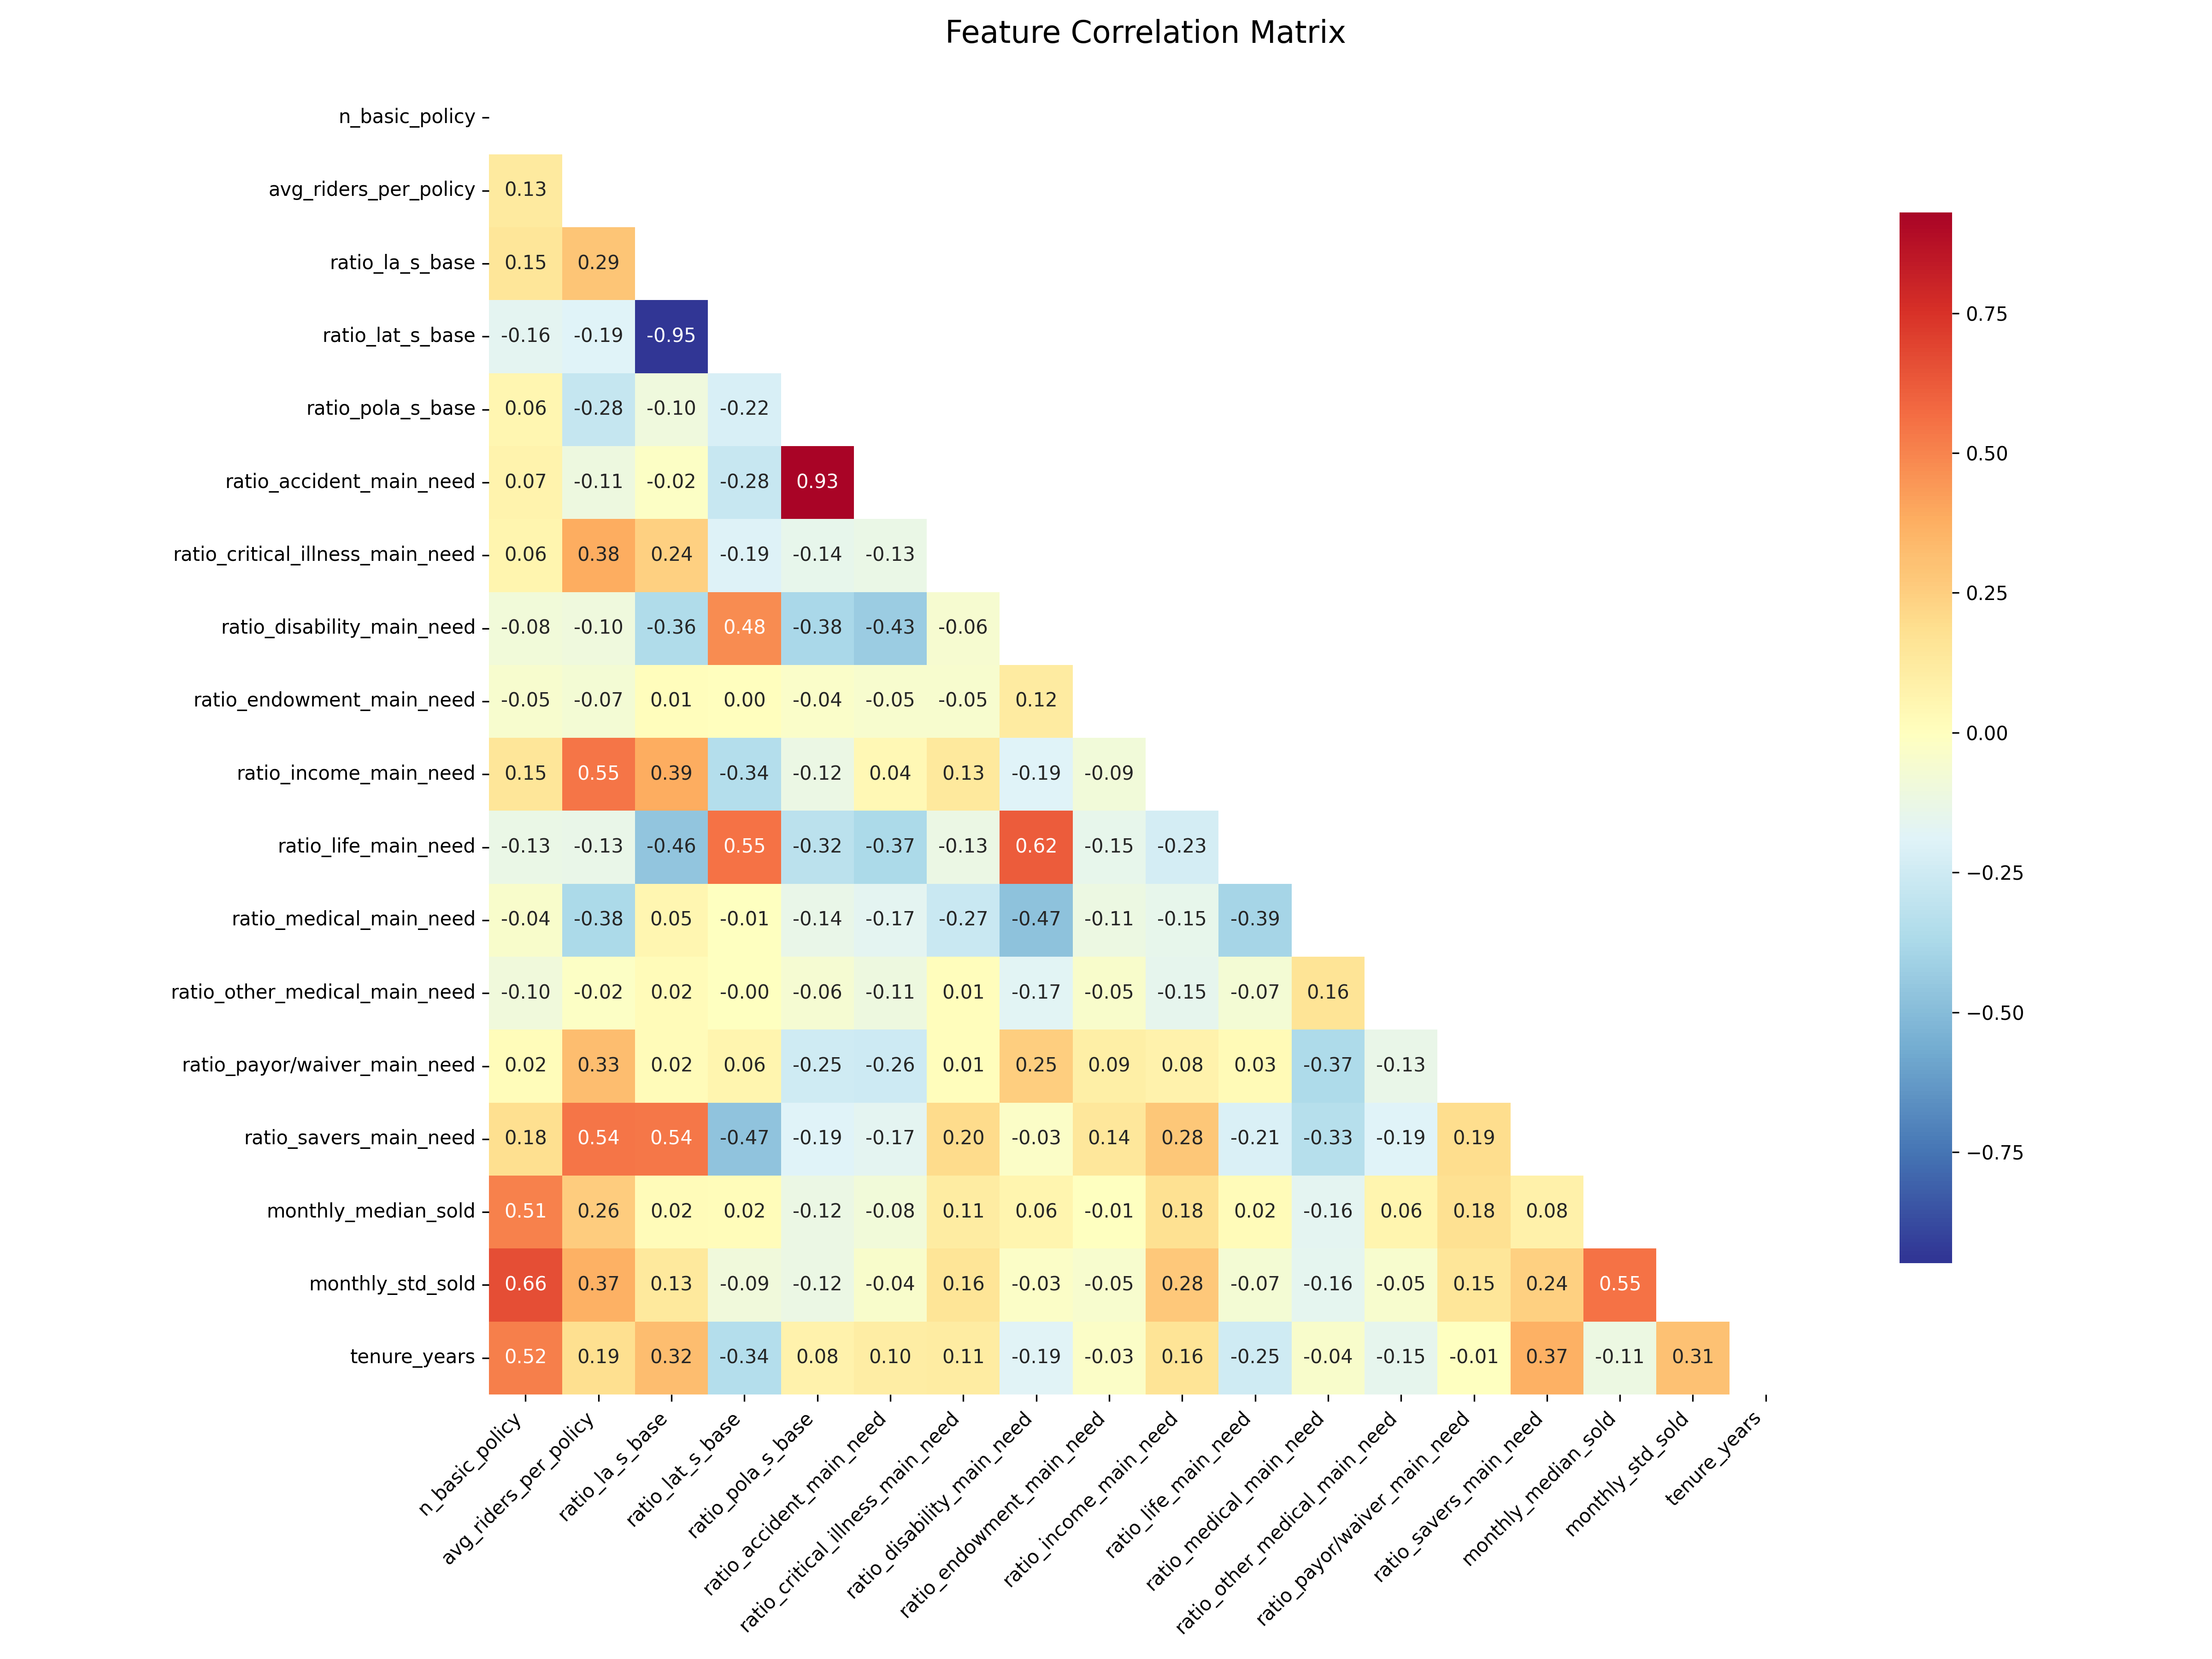 Feature Correlation Matrix
n_basic_policy
avg_riders_per_policy 0.13
ratio_la_s_base 0.15 0.29
ratio_lat_s_base -0.16 -0.19 -0.95
ratio_pola_s_base 0.06 -0.28 -0.10 -0.22
ratio_accident_main_need 0.07 -0.11 -0.02 -0.28 0.93
ratio_critical_illness_main_need 0.06 0.38 0.24 -0.19 -0.14 -0.13
ratio_disability_main_need -0.08 -0.10 -0.36 0.48 -0.38 -0.43 -0.06
ratio_endowment_main_need -0.05 -0.07 0.01 0.00 -0.04 -0.05 -0.05 0.12
ratio_income_main_need 0.15 0.55 0.39 -0.34 -0.12 0.04 0.13 -0.19 -0.09
ratio_life_main_need -0.13 -0.13 -0.46 0.55 -0.32 -0.37 -0.13 0.62 -0.15 -0.23
ratio_medical_main_need -0.04 -0.38 0.05 -0.01 -0.14 -0.17 -0.27 -0.47 -0.11 -0.15 -0.39
ratio_other_medical_main_need -0.10 -0.02 0.02 -0.00 -0.06 -0.11 0.01 -0.17 -0.05 -0.15 -0.07 0.16
ratio_payor/waiver_main_need 0.02 0.33 0.02 0.06 -0.25 -0.26 0.01 0.25 0.09 0.08 0.03 -0.37 -0.13
ratio_savers_main_need 0.18 0.54 0.54 -0.47 -0.19 -0.17 0.20 -0.03 0.14 0.28 -0.21 -0.33 -0.19 0.19
monthly_median_sold 0.51 0.26 0.02 0.02 -0.12 -0.08 0.11 0.06 -0.01 0.18 0.02 -0.16 0.06 0.18 0.08
monthly_std_sold 0.66 0.37 0.13 -0.09 -0.12 -0.04 0.16 -0.03 -0.05 0.28 -0.07 -0.16 -0.05 0.15 0.24 0.55
tenure_years 0.52 0.19 0.32 -0.34 0.08 0.10 0.11 -0.19 -0.03 0.16 -0.25 -0.04 -0.15 -0.01 0.37 -0.11 0.31
n_basic_policy
avg_riders_per_policy
ratio_la_s_base
ratio_lat_s_base
ratio_pola_s_base
ratio_accident_main_need
ratio_critical_illness_main_need
ratio_disability_main_need
ratio_endowment_main_need
ratio_income_main_need
ratio_life_main_need
ratio_medical_main_need
ratio_other_medical_main_need
ratio_payor/waiver_main_need
ratio_savers_main_need
monthly_median_sold
monthly_std_sold
tenure_years
0.75
0.50
0.25
0.00
−0.25
−0.50
−0.75